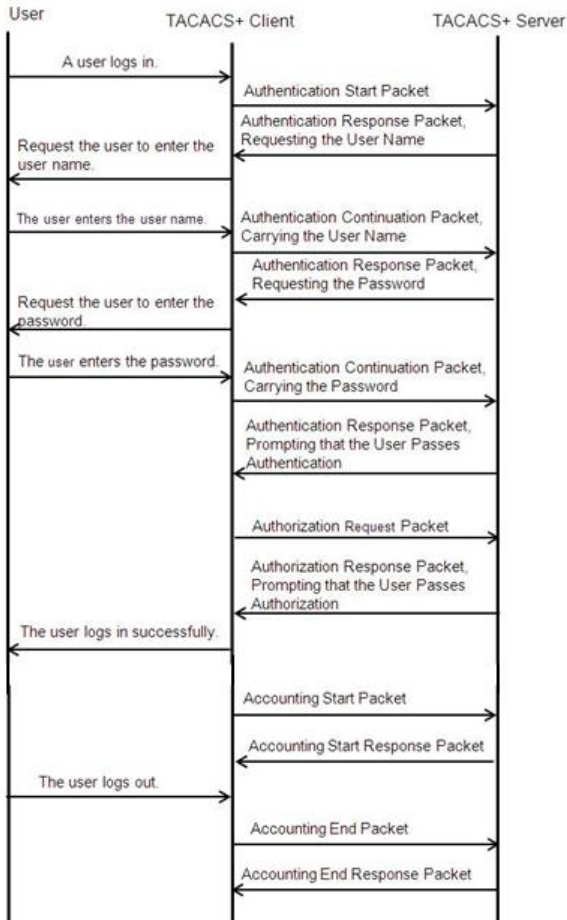 User
TACACS+ Client
TACACS+ Server
A user logs in.
Authentication Start Packet
Authentication Response Packet,
Requesting the User Name
Request the user to enter the
user name.
The user enters the user name.
Authentication Continuation Packet,
Carrying the User Name
Authentication Response Packet,
Requesting the Password
Request the user to enter the
password.
The user enters the password.
Authentication Continuation Packet,
Carrying the Password
Authentication Response Packet,
Prompting that the User Passes
Authentication
Authorization Request Packet
Authorization Response Packet,
Prompting that the User Passes
Authorization
The user logs in successfully.
Accounting Start Packet
Accounting Start Response Packet
The user logs out.
Accounting End Packet
Accounting End Response Packet